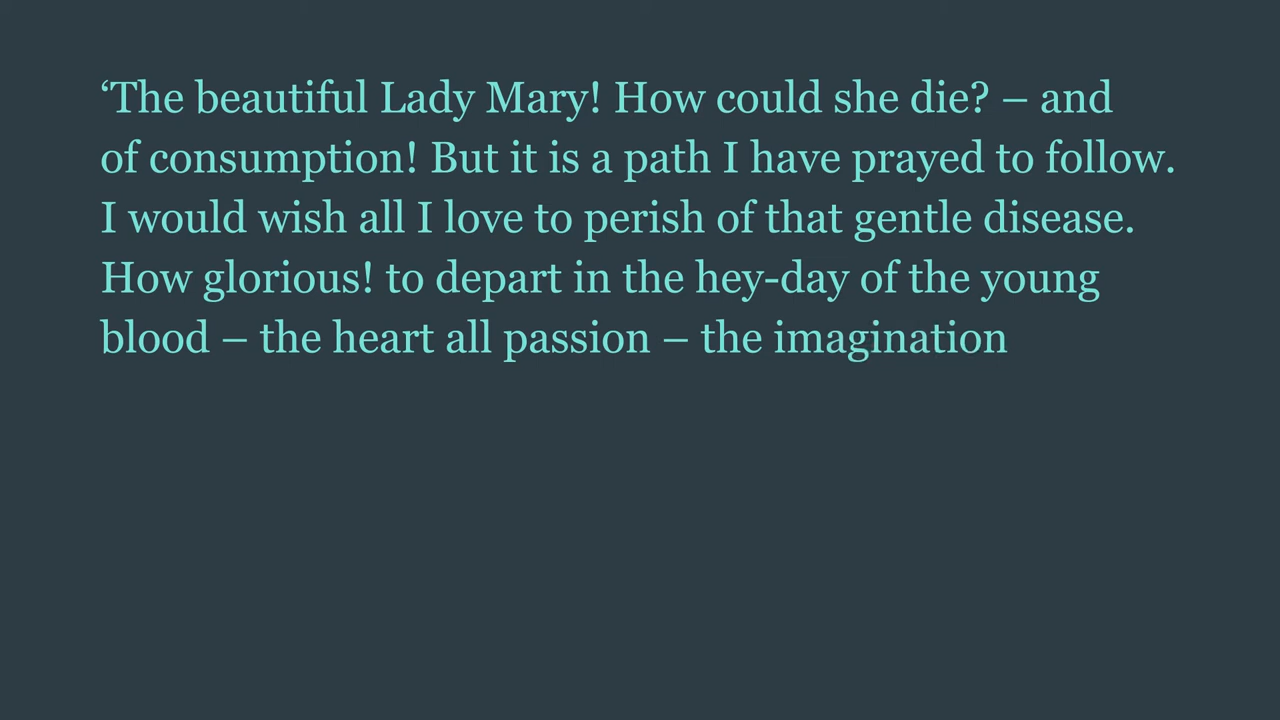 ‘The beautiful Lady Mary! How could she die? – and
of consumption! But it is a path I have prayed to follow.
I would wish all I love to perish of that gentle disease.
How glorious! to depart in the hey-day of the young
blood – the heart all passion – the imagination